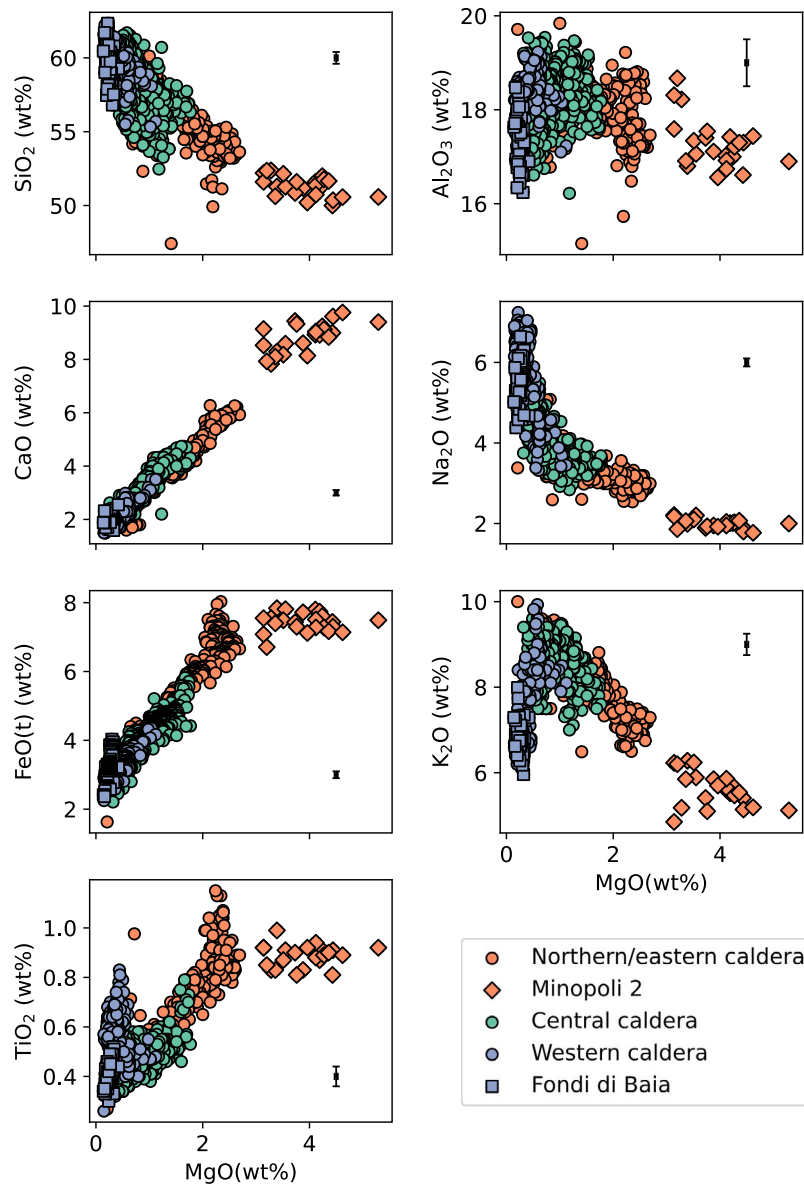 60
55
50
SiO₂ (wt%)
20
18
16
Al₂O₃ (wt%)
10
8
6
4
2
CaO (wt%)
6
4
2
Na₂O (wt%)
8
6
4
2
FeO(t) (wt%)
10
8
6
K₂O (wt%)
0 2 4
MgO(wt%)
1.0
0.8
0.6
0.4
TiO₂ (wt%)
0 2 4
MgO(wt%)
Northern/eastern caldera
Minopoli 2
Central caldera
Western caldera
Fondi di Baia